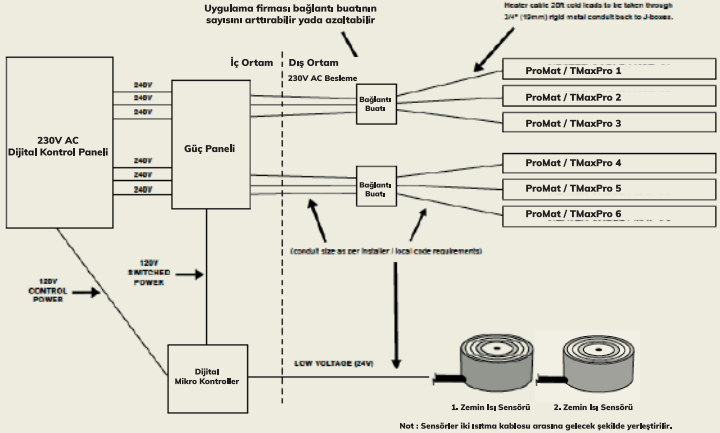 Uygulama firması bağlantı buatının
sayısını arttırabilir yada azaltabilir
Heater cable 20ft cold leads to be taken through
3/4" (19mm) rigid metal conduit back to J-boxes.
İç Ortam
Dış Ortam
230V AC Besleme
230V AC
Dijital Kontrol Paneli
240V
240V
240V
240V
240V
240V
Güç Paneli
Bağlantı
Buatı
Bağlantı
Buatı
ProMat / TMaxPro 1
ProMat / TMaxPro 2
ProMat / TMaxPro 3
ProMat / TMaxPro 4
ProMat / TMaxPro 5
ProMat / TMaxPro 6
(conduit size as per installer / local code requirements)
120V
CONTROL
POWER
120V
SWITCHED
POWER
Dijital
Mikro Kontroller
LOW VOLTAGE (24V)
1. Zemin Isı Sensörü
2. Zemin Isı Sensörü
Not : Sensörler iki ısıtma kablosu arasına gelecek şekilde yerleştirilir.